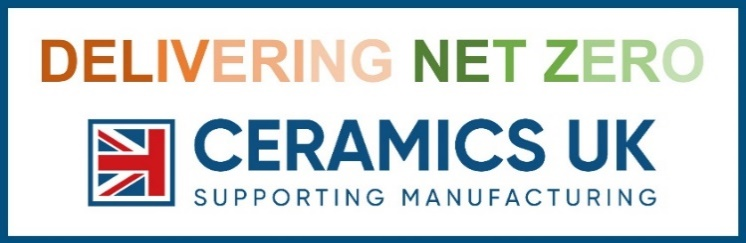 DELIVERING NET ZERO
CERAMICS UK
SUPPORTING MANUFACTURING